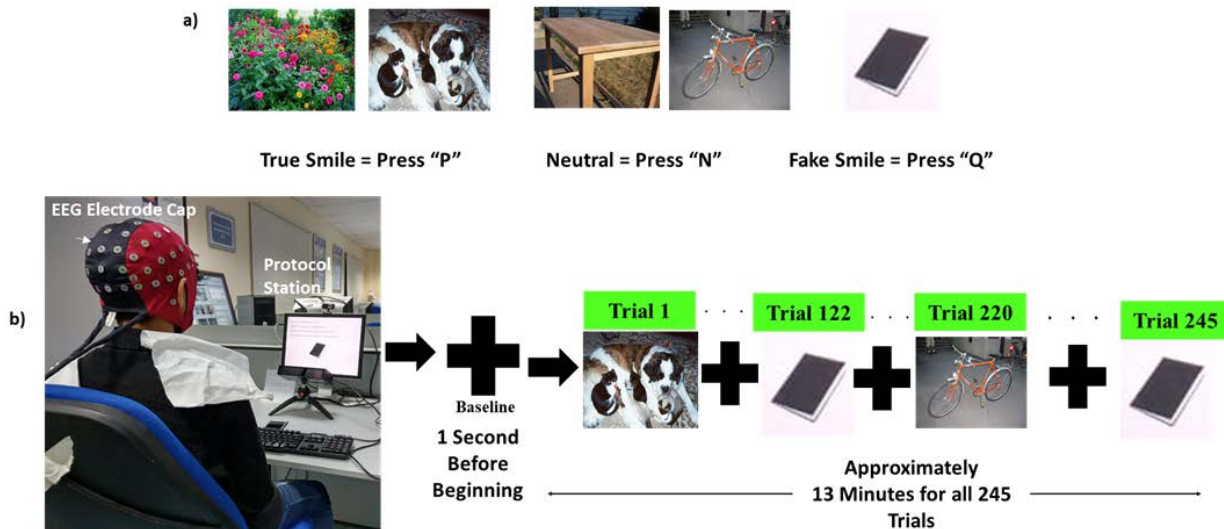 a)
True Smile = Press “P”
Neutral = Press “N”
Fake Smile = Press “Q”
b)
EEG Electrode Cap
Protocol
Station
Baseline
1 Second
Before
Beginning
Trial 1
. . .
Trial 122
. . .
Trial 220
. . .
Trial 245
Approximately
13 Minutes for all 245
Trials